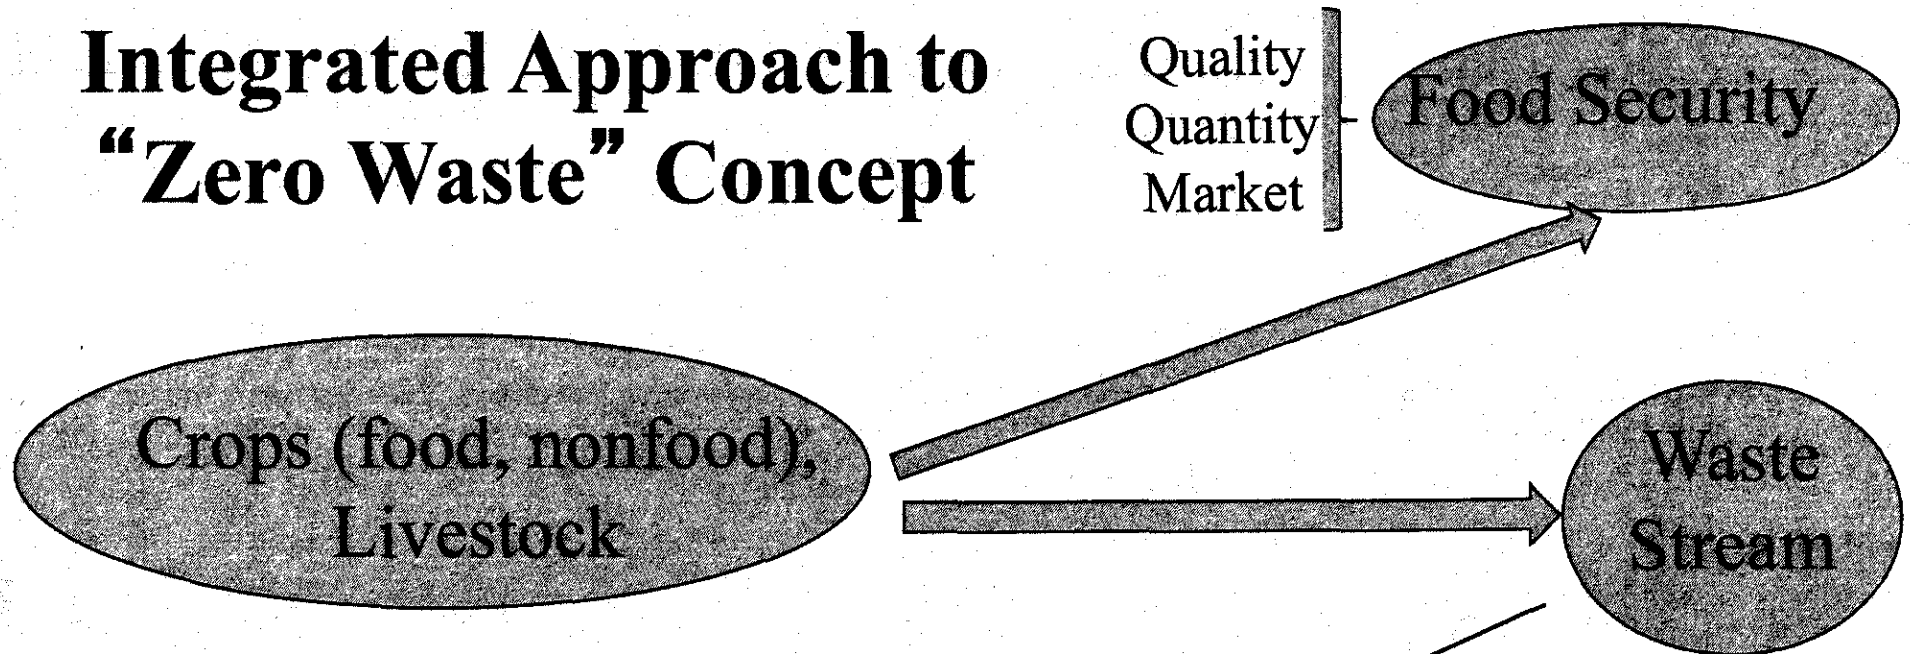 Integrated Approach to
“Zero Waste” Concept
Quality
Quantity
Market
Food Security
Crops (food, nonfood),
Livestock
Waste
Stream